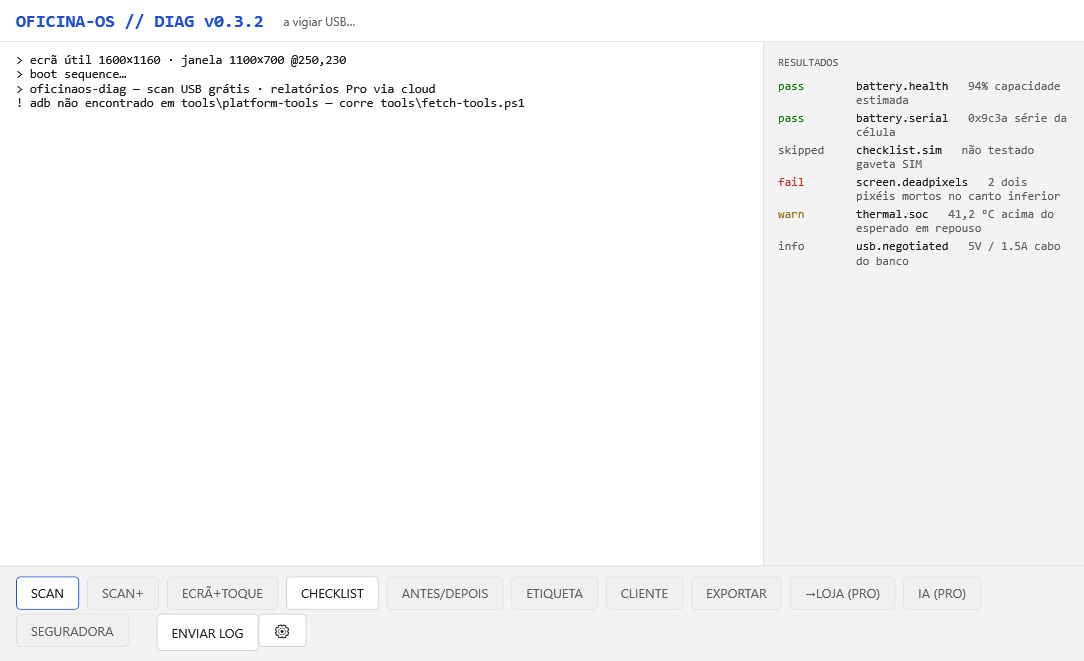 OFICINA-OS // DIAG v0.3.2 a vigiar USB…
> ecrã útil 1600×1160 · janela 1100×700 @250,230
> boot sequence…
> oficinaos-diag — scan USB grátis · relatórios Pro via cloud
! adb não encontrado em tools\platform-tools — corre tools\fetch-tools.ps1
RESULTADOS
pass battery.health 94% capacidade
estimada
pass battery.serial 0x9c3a série da
célula
skipped checklist.sim não testado
gaveta SIM
fail screen.deadpixels 2 dois
pixéis mortos no canto inferior
warn thermal.soc 41,2 °C acima do
esperado em repouso
info usb.negotiated 5V / 1.5A cabo
do banco
SCAN SCAN+ ECRÃ+TOQUE CHECKLIST ANTES/DEPOIS ETIQUETA CLIENTE EXPORTAR →LOJA (PRO) IA (PRO)
SEGURADORA ENVIAR LOG